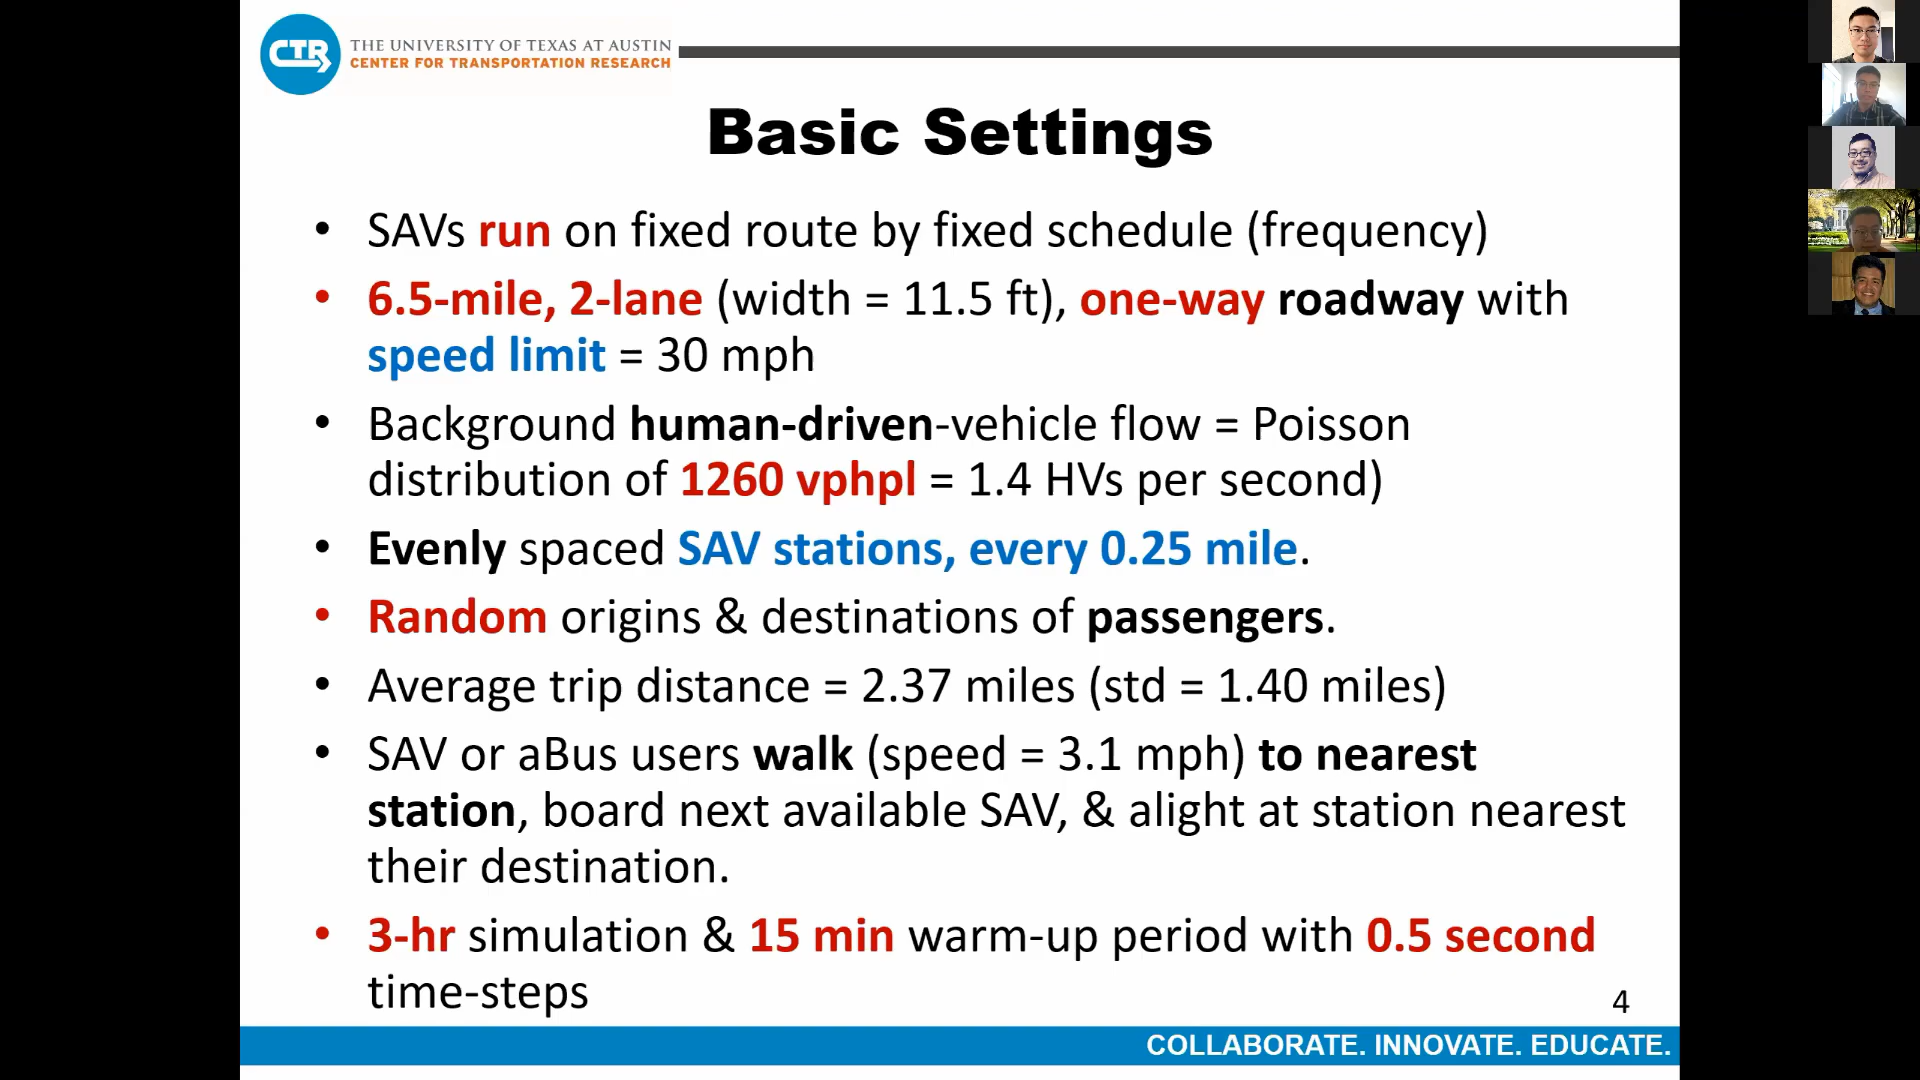 CTR
THE UNIVERSITY OF TEXAS AT AUSTIN
CENTER FOR TRANSPORTATION RESEARCH
Basic Settings
• SAVs run on fixed route by fixed schedule (frequency)
• 6.5-mile, 2-lane (width = 11.5 ft), one-way roadway with
speed limit = 30 mph
• Background human-driven-vehicle flow = Poisson
distribution of 1260 vphpl = 1.4 HVs per second)
• Evenly spaced SAV stations, every 0.25 mile.
• Random origins & destinations of passengers.
• Average trip distance = 2.37 miles (std = 1.40 miles)
• SAV or aBus users walk (speed = 3.1 mph) to nearest
station, board next available SAV, & alight at station nearest
their destination.
• 3-hr simulation & 15 min warm-up period with 0.5 second
time-steps
4
COLLABORATE. INNOVATE. EDUCATE.